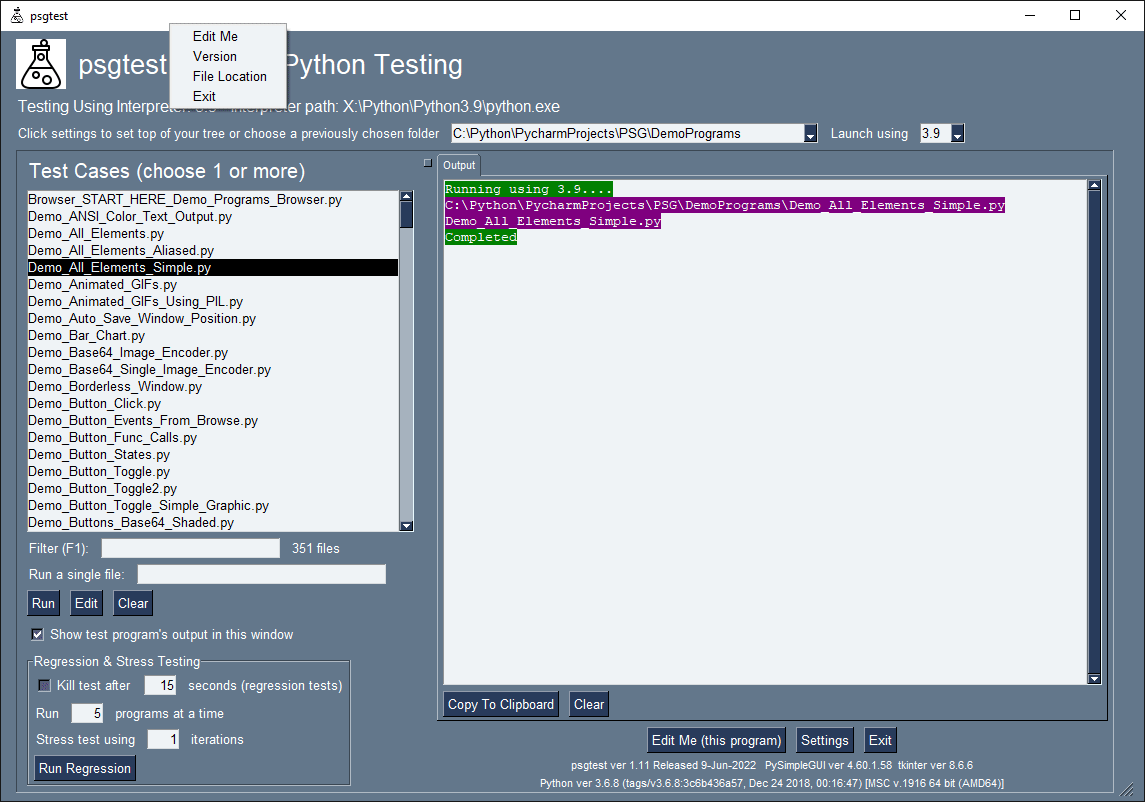 psgtest
Edit Me
Version
File Location
Exit
psgtest Python Testing
Testing Using Interpreter: interpreter path: X:\Python\Python3.9\python.exe
Click settings to set top of your tree or choose a previously chosen folder C:\Python\PycharmProjects\PSG\DemoPrograms Launch using 3.9
Test Cases (choose 1 or more)
Browser_START_HERE_Demo_Programs_Browser.py
Demo_ANSI_Color_Text_Output.py
Demo_All_Elements.py
Demo_All_Elements_Aliased.py
Demo_All_Elements_Simple.py
Demo_Animated_GIFs.py
Demo_Animated_GIFs_Using_PIL.py
Demo_Auto_Save_Window_Position.py
Demo_Bar_Chart.py
Demo_Base64_Image_Encoder.py
Demo_Base64_Single_Image_Encoder.py
Demo_Borderless_Window.py
Demo_Button_Click.py
Demo_Button_Events_From_Browse.py
Demo_Button_Func_Calls.py
Demo_Button_States.py
Demo_Button_Toggle.py
Demo_Button_Toggle2.py
Demo_Button_Toggle_Simple_Graphic.py
Demo_Buttons_Base64_Shaded.py
Filter (F1): 351 files
Run a single file:
Run Edit Clear
Show test program's output in this window
Regression & Stress Testing
Kill test after 15 seconds (regression tests)
Run 5 programs at a time
Stress test using 1 iterations
Run Regression
Output
Running using 3.9....
C:\Python\PycharmProjects\PSG\DemoPrograms\Demo_All_Elements_Simple.py
Demo_All_Elements_Simple.py
Completed
Copy To Clipboard Clear
Edit Me (this program) Settings Exit
psgtest ver 1.11 Released 9-Jun-2022 PySimpleGUI ver 4.60.1.58 tkinter ver 8.6.6
Python ver 3.6.8 (tags/v3.6.8:3c6b436a57, Dec 24 2018, 00:16:47) [MSC v.1916 64 bit (AMD64)]